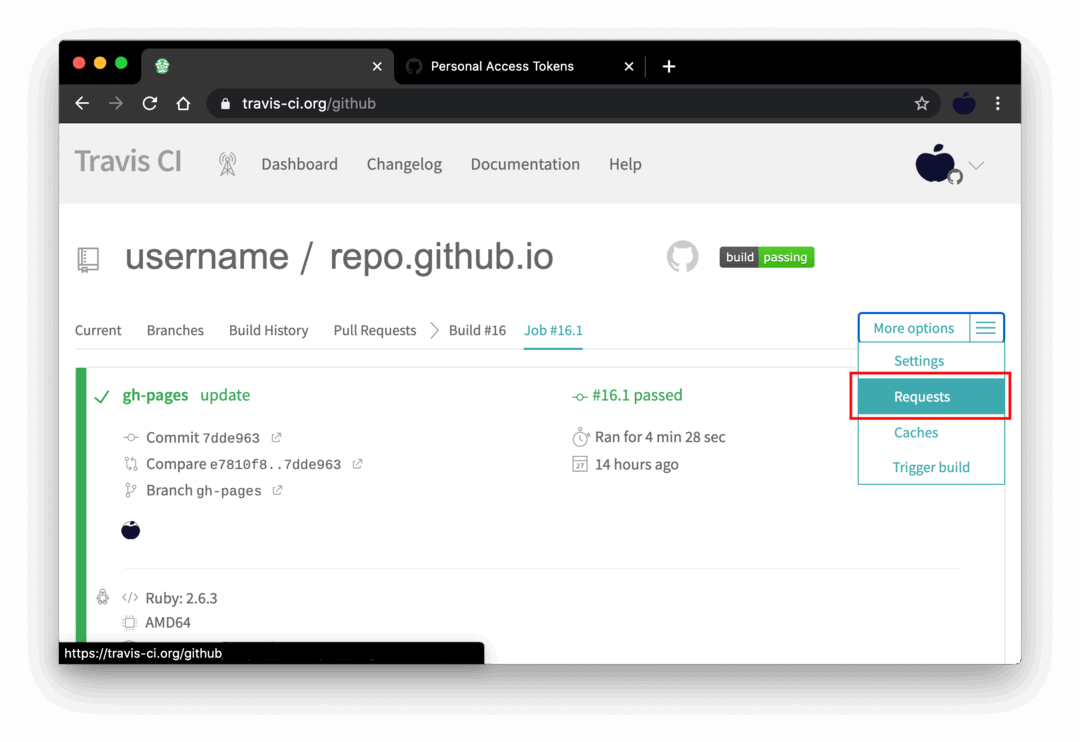 Personal Access Tokens
travis-ci.org/github
Travis CI
Dashboard
Changelog
Documentation
Help
username / repo.github.io
build passing
Current
Branches
Build History
Pull Requests
Build #16
Job #16.1
More options
Settings
Requests
Caches
Trigger build
gh-pages update
#16.1 passed
Commit 7dde963
Ran for 4 min 28 sec
Compare e7810f8..7dde963
27
14 hours ago
Branch gh-pages
</> Ruby: 2.6.3
AMD64
https://travis-ci.org/github